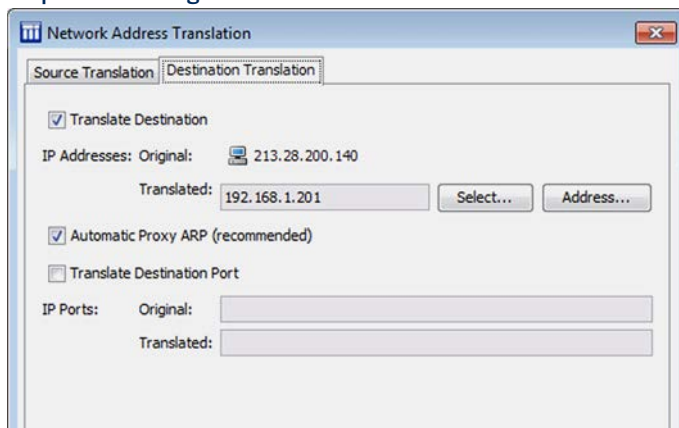 Network Address Translation
Source Translation Destination Translation
Translate Destination
IP Addresses: Original: 213.28.200.140
Translated: 192.168.1.201 Select... Address...
Automatic Proxy ARP (recommended)
Translate Destination Port
IP Ports: Original:
Translated: